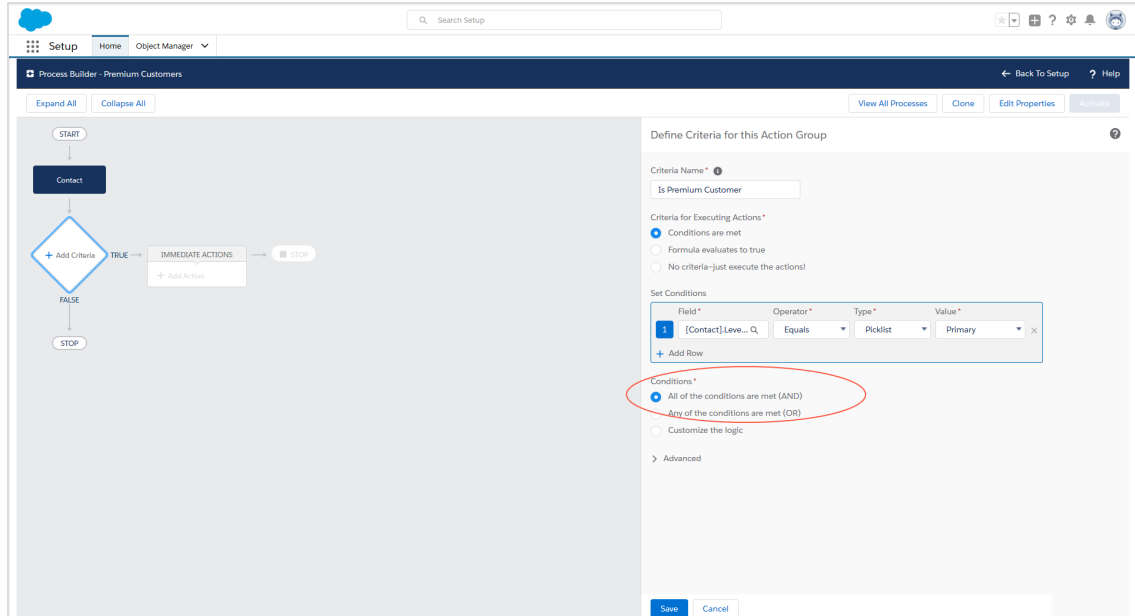 Search Setup
Setup Home Object Manager
Process Builder - Premium Customers
Back To Setup ? Help
Expand All Collapse All
View All Processes Clone Edit Properties Activate
START
Contact
+ Add Criteria
TRUE
IMMEDIATE ACTIONS
STOP
+ Add Action
FALSE
STOP
Define Criteria for this Action Group
Criteria Name*
Is Premium Customer
Criteria for Executing Actions*
Conditions are met
Formula evaluates to true
No criteria–just execute the actions!
Set Conditions
Field* Operator* Type* Value*
1 [Contact].Leve... Equals Picklist Primary
+ Add Row
Conditions*
All of the conditions are met (AND)
Any of the conditions are met (OR)
Customize the logic
Advanced
Save Cancel